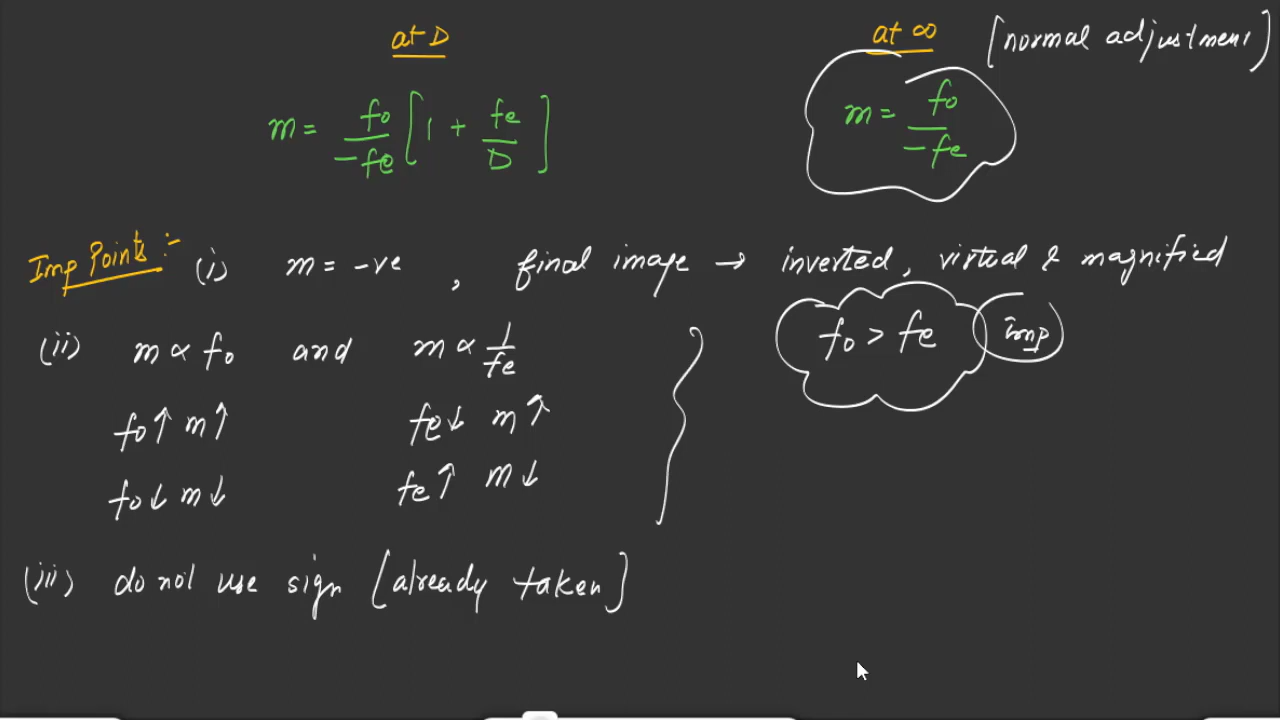 at D
at ∞ [normal adjustment]
m = fo/-fe [1 + fe/D]
m = fo/-fe
Imp Points :- (i) m = -ve , final image → inverted, virtual & magnified
(ii) m ∝ fo and m ∝ 1/fe
fo > fe imp
fo↑ m↑ fe↓ m↑
fo↓ m↓ fe↑ m↓
(iii) do not use sign [already taken]